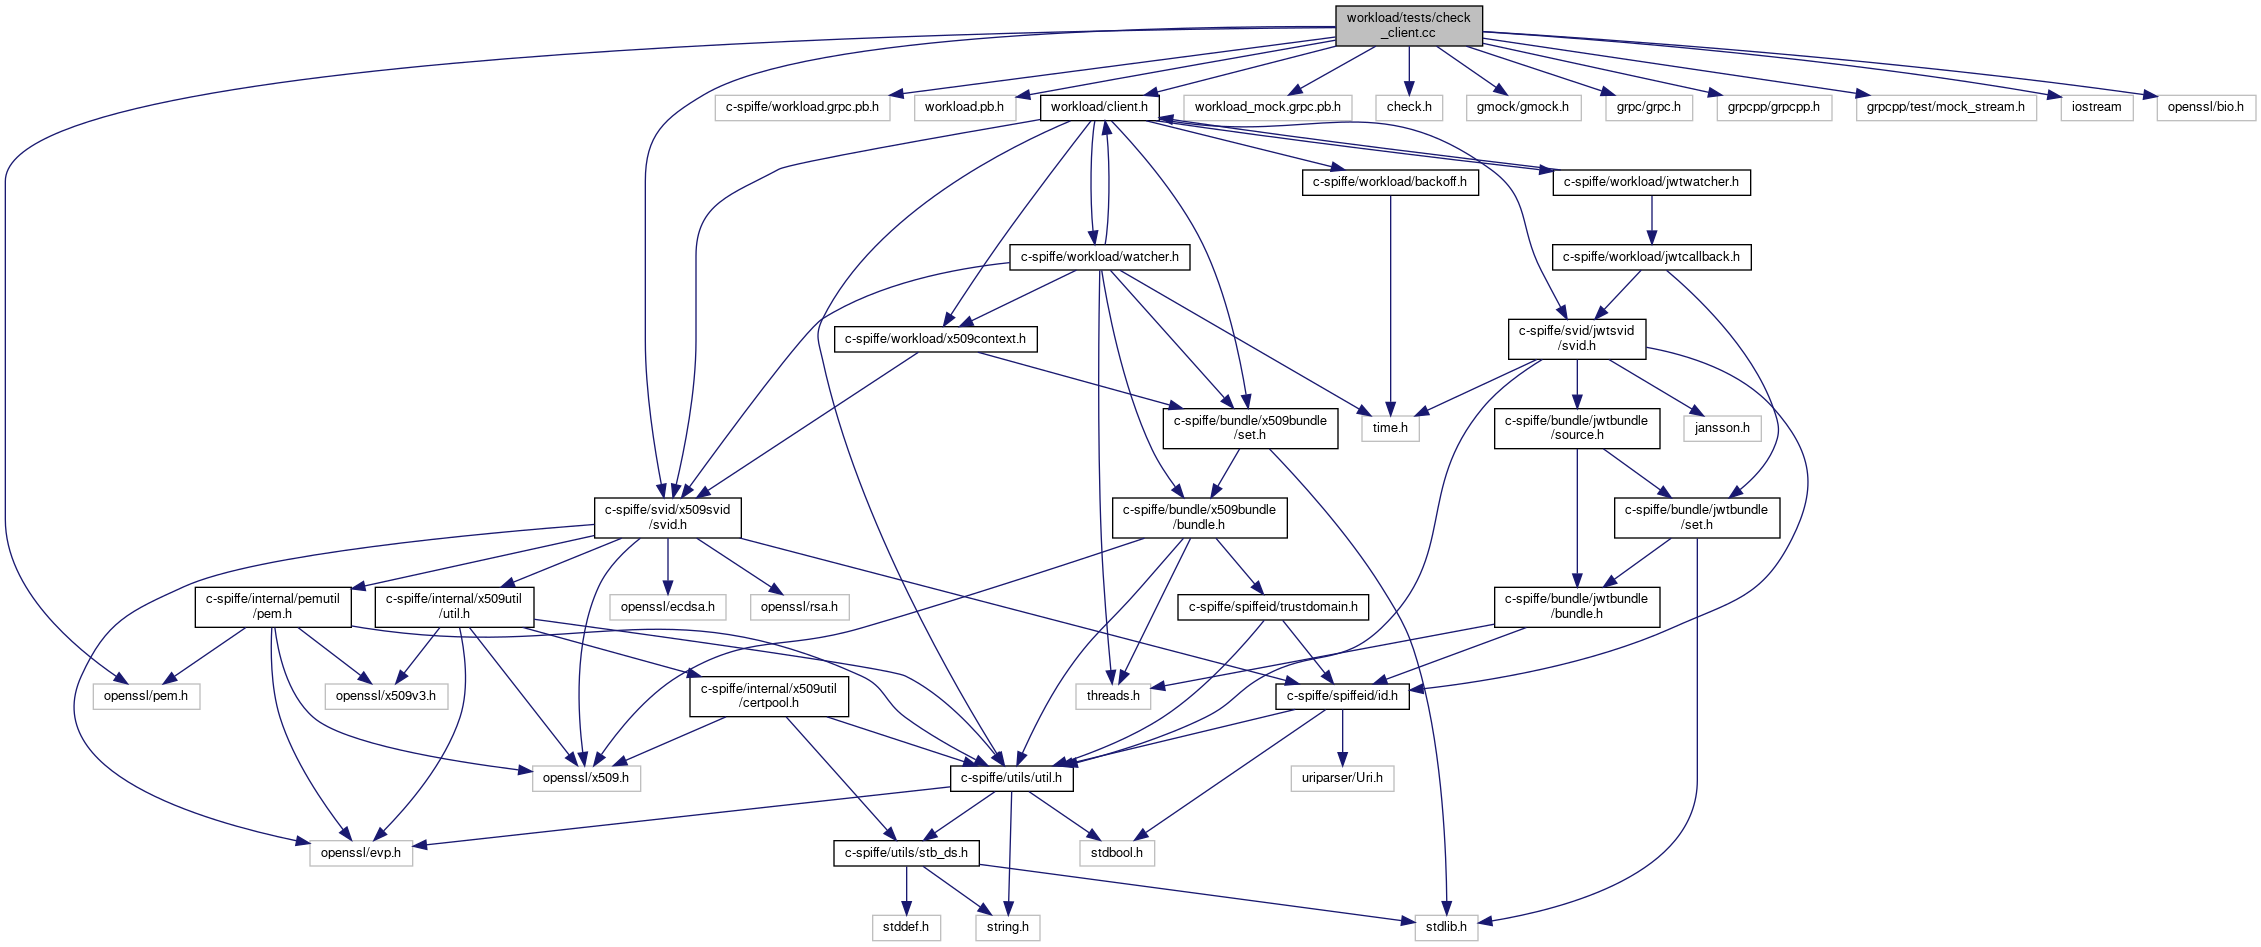 workload/tests/check
_client.cc
c-spiffe/workload.grpc.pb.h
workload.pb.h
workload/client.h
workload_mock.grpc.pb.h
check.h
gmock/gmock.h
grpc/grpc.h
grpcpp/grpcpp.h
grpcpp/test/mock_stream.h
iostream
openssl/bio.h
c-spiffe/workload/backoff.h
c-spiffe/workload/jwtwatcher.h
c-spiffe/workload/watcher.h
c-spiffe/workload/jwtcallback.h
c-spiffe/workload/x509context.h
c-spiffe/svid/jwtsvid
/svid.h
c-spiffe/bundle/x509bundle
/set.h
time.h
c-spiffe/bundle/jwtbundle
/source.h
jansson.h
c-spiffe/svid/x509svid
/svid.h
c-spiffe/bundle/x509bundle
/bundle.h
c-spiffe/bundle/jwtbundle
/set.h
c-spiffe/internal/pemutil
/pem.h
c-spiffe/internal/x509util
/util.h
openssl/ecdsa.h
openssl/rsa.h
c-spiffe/spiffeid/trustdomain.h
c-spiffe/bundle/jwtbundle
/bundle.h
openssl/pem.h
openssl/x509v3.h
c-spiffe/internal/x509util
/certpool.h
threads.h
c-spiffe/spiffeid/id.h
openssl/x509.h
c-spiffe/utils/util.h
uriparser/Uri.h
openssl/evp.h
c-spiffe/utils/stb_ds.h
stdbool.h
stddef.h
string.h
stdlib.h